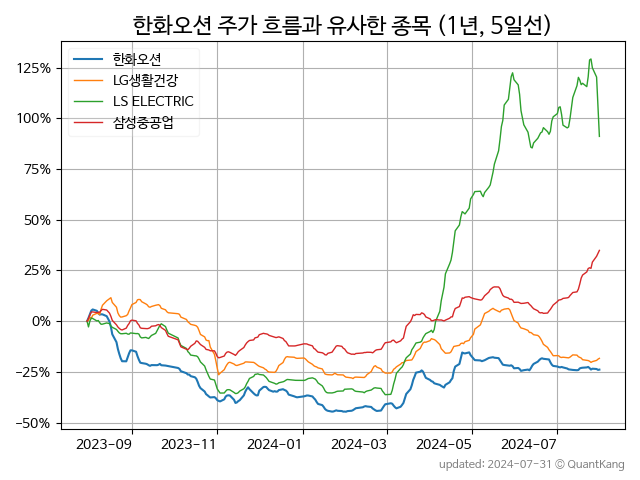 한화오션 주가 흐름과 유사한 종목 (1년, 5일선)
한화오션
LG생활건강
LS ELECTRIC
삼성중공업
125%
100%
75%
50%
25%
0%
−25%
−50%
2023-09 2023-11 2024-01 2024-03 2024-05 2024-07
updated: 2024-07-31 © QuantKang